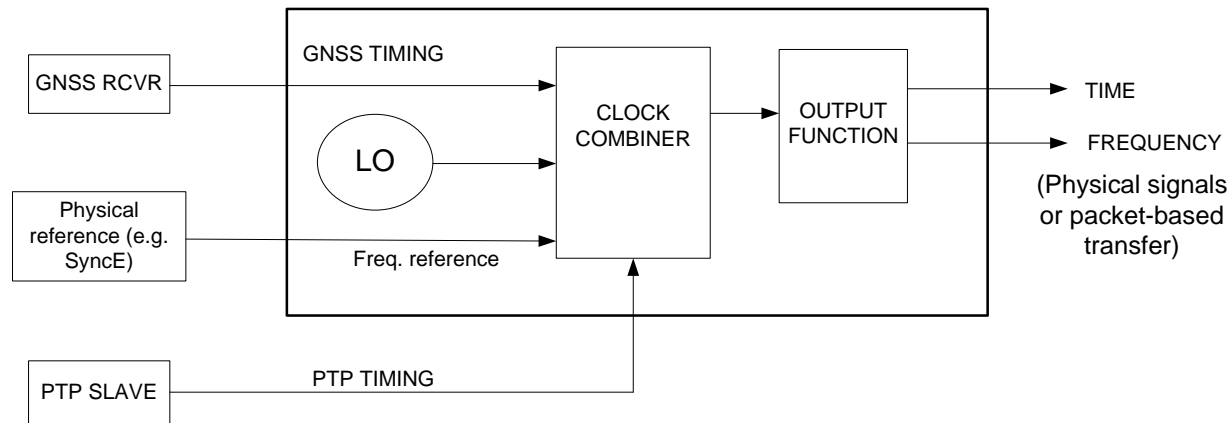 GNSS RCVR
GNSS TIMING
LO
Physical
reference (e.g.
SyncE)
Freq. reference
CLOCK
COMBINER
OUTPUT
FUNCTION
TIME
FREQUENCY
(Physical signals
or packet-based
transfer)
PTP SLAVE
PTP TIMING